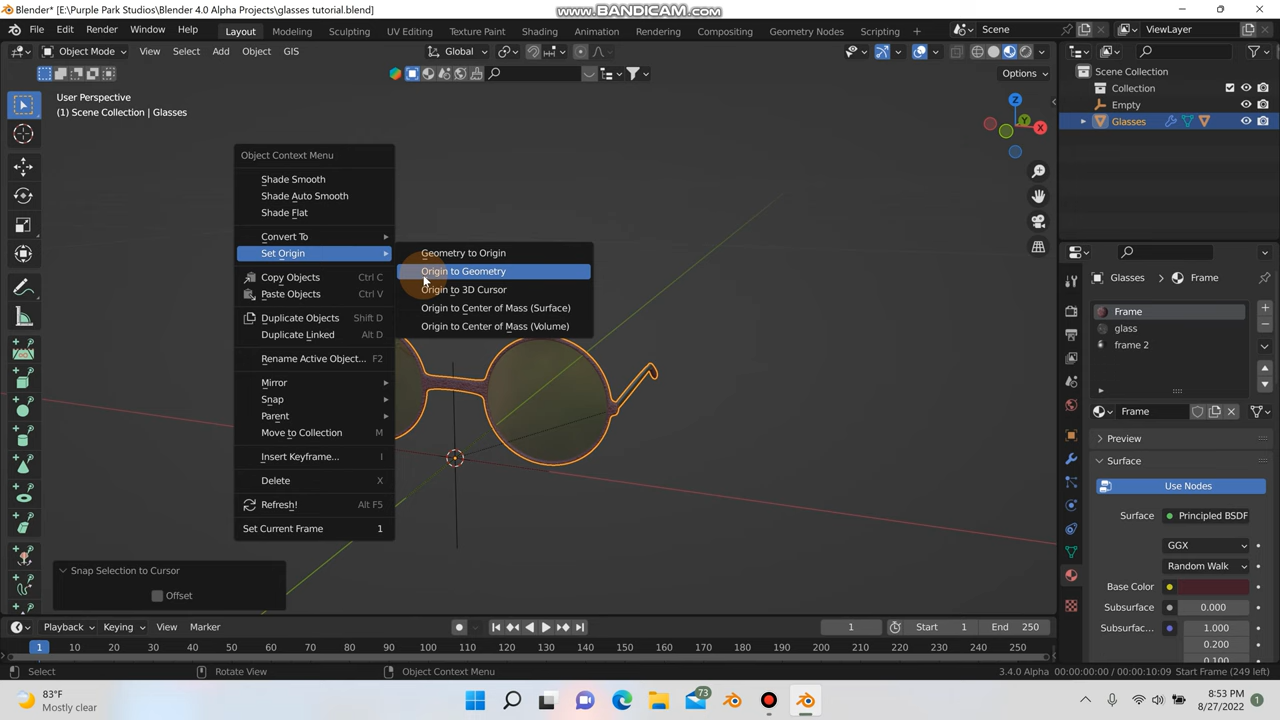 Blender* [E:\Purple Park Studios\Blender 4.0 Alpha Projects\glasses tutorial.blend]
www.BANDICAM.com
File Edit Render Window Help
Layout Modeling Sculpting UV Editing Texture Paint Shading Animation Rendering Compositing Geometry Nodes Scripting +
Scene ViewLayer
Object Mode View Select Add Object GIS Global
Options
User Perspective
(1) Scene Collection | Glasses
X
Y
Z
Object Context Menu
Shade Smooth
Shade Auto Smooth
Shade Flat
Convert To
Set Origin
Copy Objects Ctrl C
Paste Objects Ctrl V
Duplicate Objects Shift D
Duplicate Linked Alt D
Rename Active Object... F2
Mirror
Snap
Parent
Move to Collection M
Insert Keyframe... I
Delete X
Refresh! Alt F5
Set Current Frame 1
Geometry to Origin
Origin to Geometry
Origin to 3D Cursor
Origin to Center of Mass (Surface)
Origin to Center of Mass (Volume)
Snap Selection to Cursor
Offset
Scene Collection
Collection
Empty
Glasses
Glasses Frame
Frame
glass
frame 2
Frame
Preview
Surface
Use Nodes
Surface Principled BSDF
GGX
Random Walk
Base Color
Subsurface 0.000
Subsurfac... 1.000
0.200
0.100
Playback Keying View Marker
1 Start 1 End 250
1 10 20 30 40 50 60 70 80 90 100 110 120 130 140 150 160 170 180 190 200 210 220 230 240 250
Select Rotate View Object Context Menu
3.4.0 Alpha 00:00:00:00 / 00:00:10:09 Start Frame (249 left)
83°F
Mostly clear
73
8:53 PM
8/27/2022
1